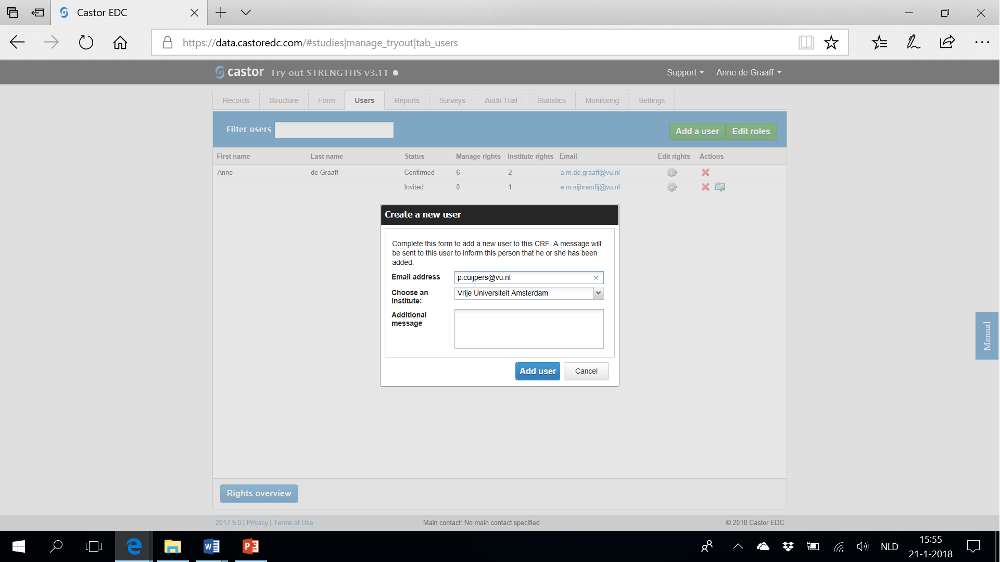 Castor EDC
https://data.castoredc.com/#studies|manage_tryout|tab_users
castor Try out STRENGTHS v3.11 Support Anne de Graaff
Records Structure Form Users Reports Surveys Audit Trail Statistics Monitoring Settings
Filter users Add a user Edit roles
First name Last name Status Manage rights Institute rights Email Edit rights Actions
Anne de Graaff Confirmed 6 2 a.m.de.graaff@vu.nl
Invited 0 1 e.m.sijbrandij@vu.nl
Create a new user
Complete this form to add a new user to this CRF. A message will
be sent to this user to inform this person that he or she has been
added.
Email address p.cuijpers@vu.nl
Choose an
institute: Vrije Universiteit Amsterdam
Additional
message
Add user Cancel
Manual
Rights overview
2017.9.0 | Privacy | Terms of Use Main contact: No main contact specified © 2018 Castor EDC
NLD 15:55
21-1-2018